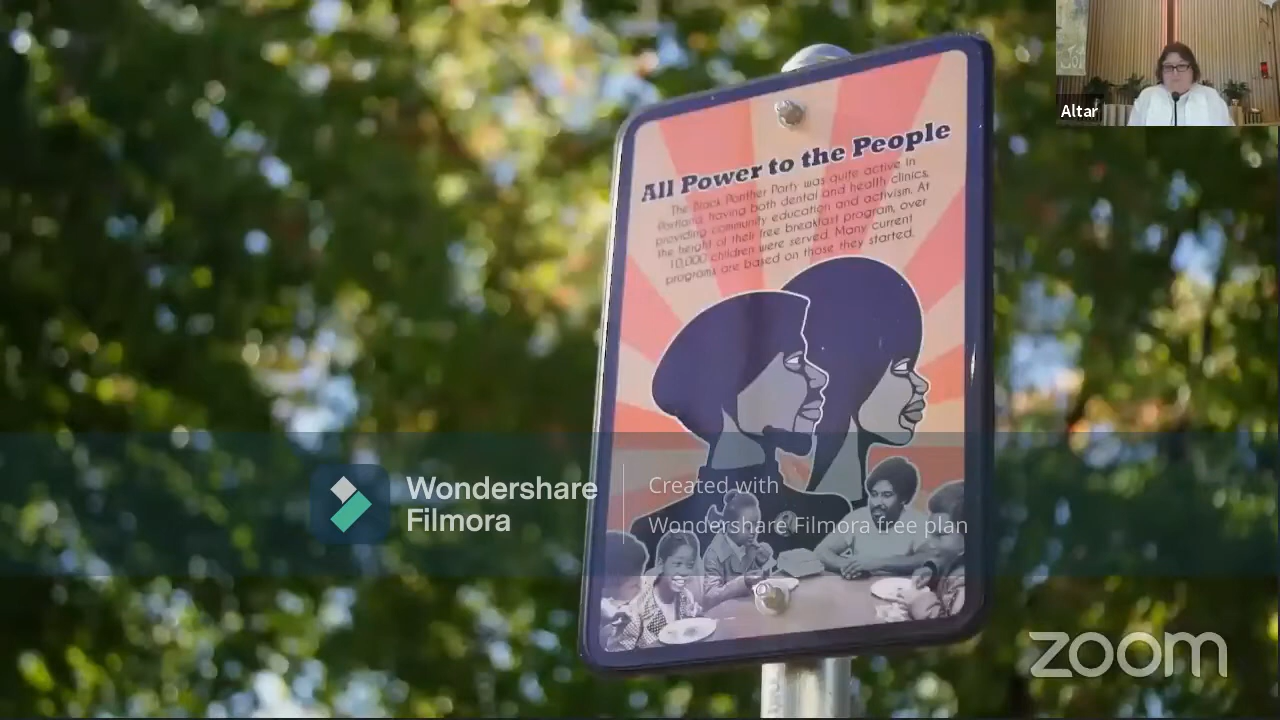 Altar
All Power to the People
The Black Panther Party was quite active in
Portland, having both dental and health clinics,
providing community education and activism. At
the height of their free breakfast program, over
10,000 children were served. Many current
programs are based on those they started.
Wondershare
Filmora
Created with
Wondershare Filmora free plan
zoom